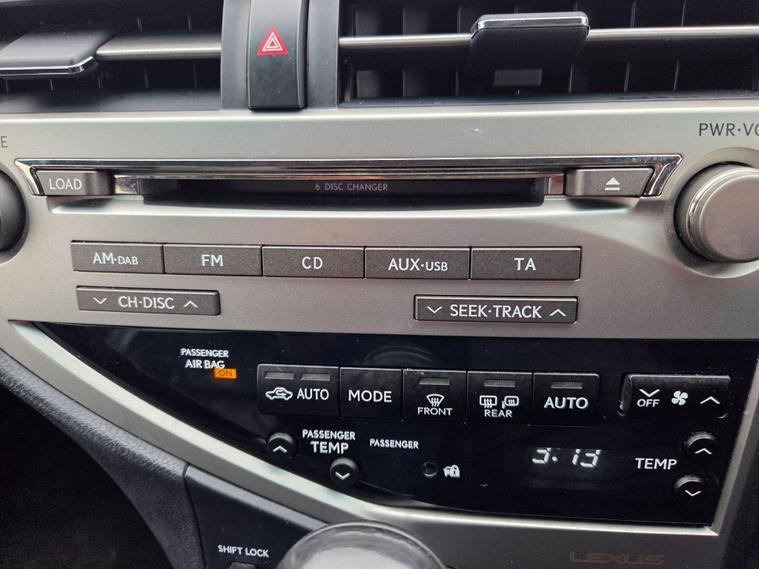 PWR·VO
LOAD
6 DISC CHANGER
AM·DAB FM CD AUX·USB TA
CH·DISC SEEK·TRACK
PASSENGER
AIR BAG
ON
AUTO MODE FRONT REAR AUTO OFF
PASSENGER
TEMP
PASSENGER
3:13
TEMP
SHIFT LOCK
LEXUS